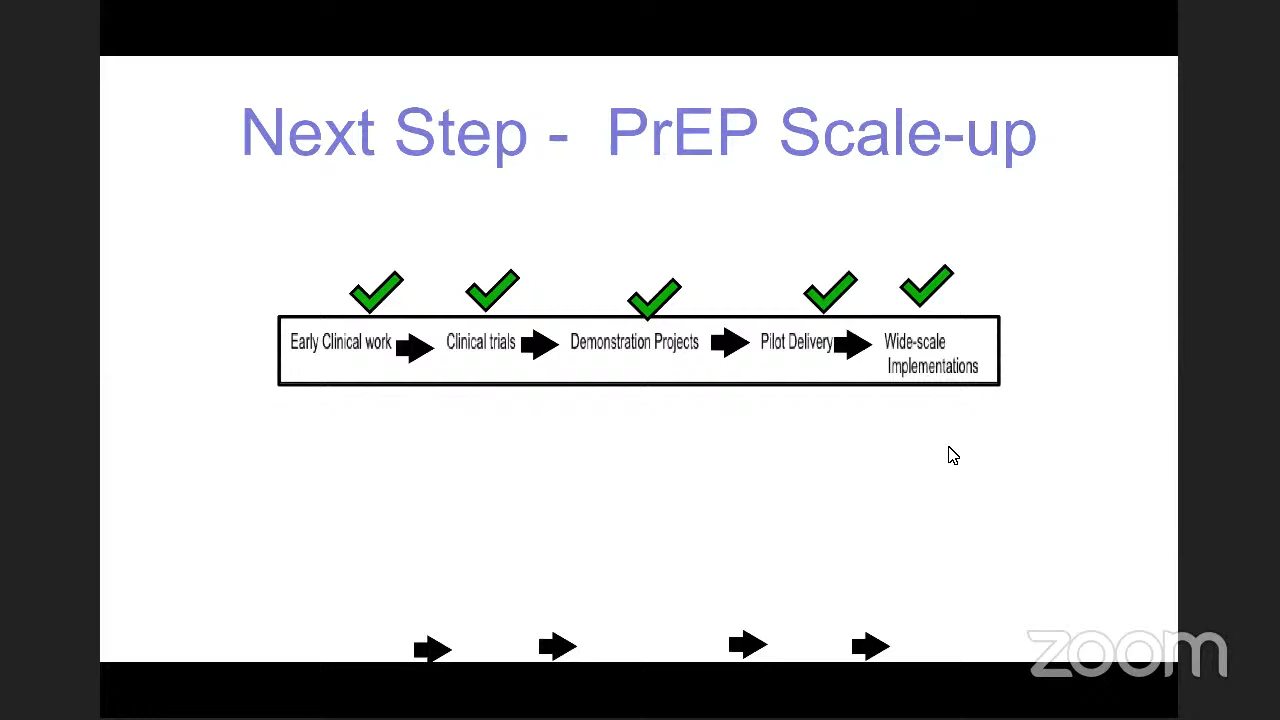 Next Step - PrEP Scale-up
Early Clinical work
Clinical trials
Demonstration Projects
Pilot Delivery
Wide-scale
Implementations
zoom